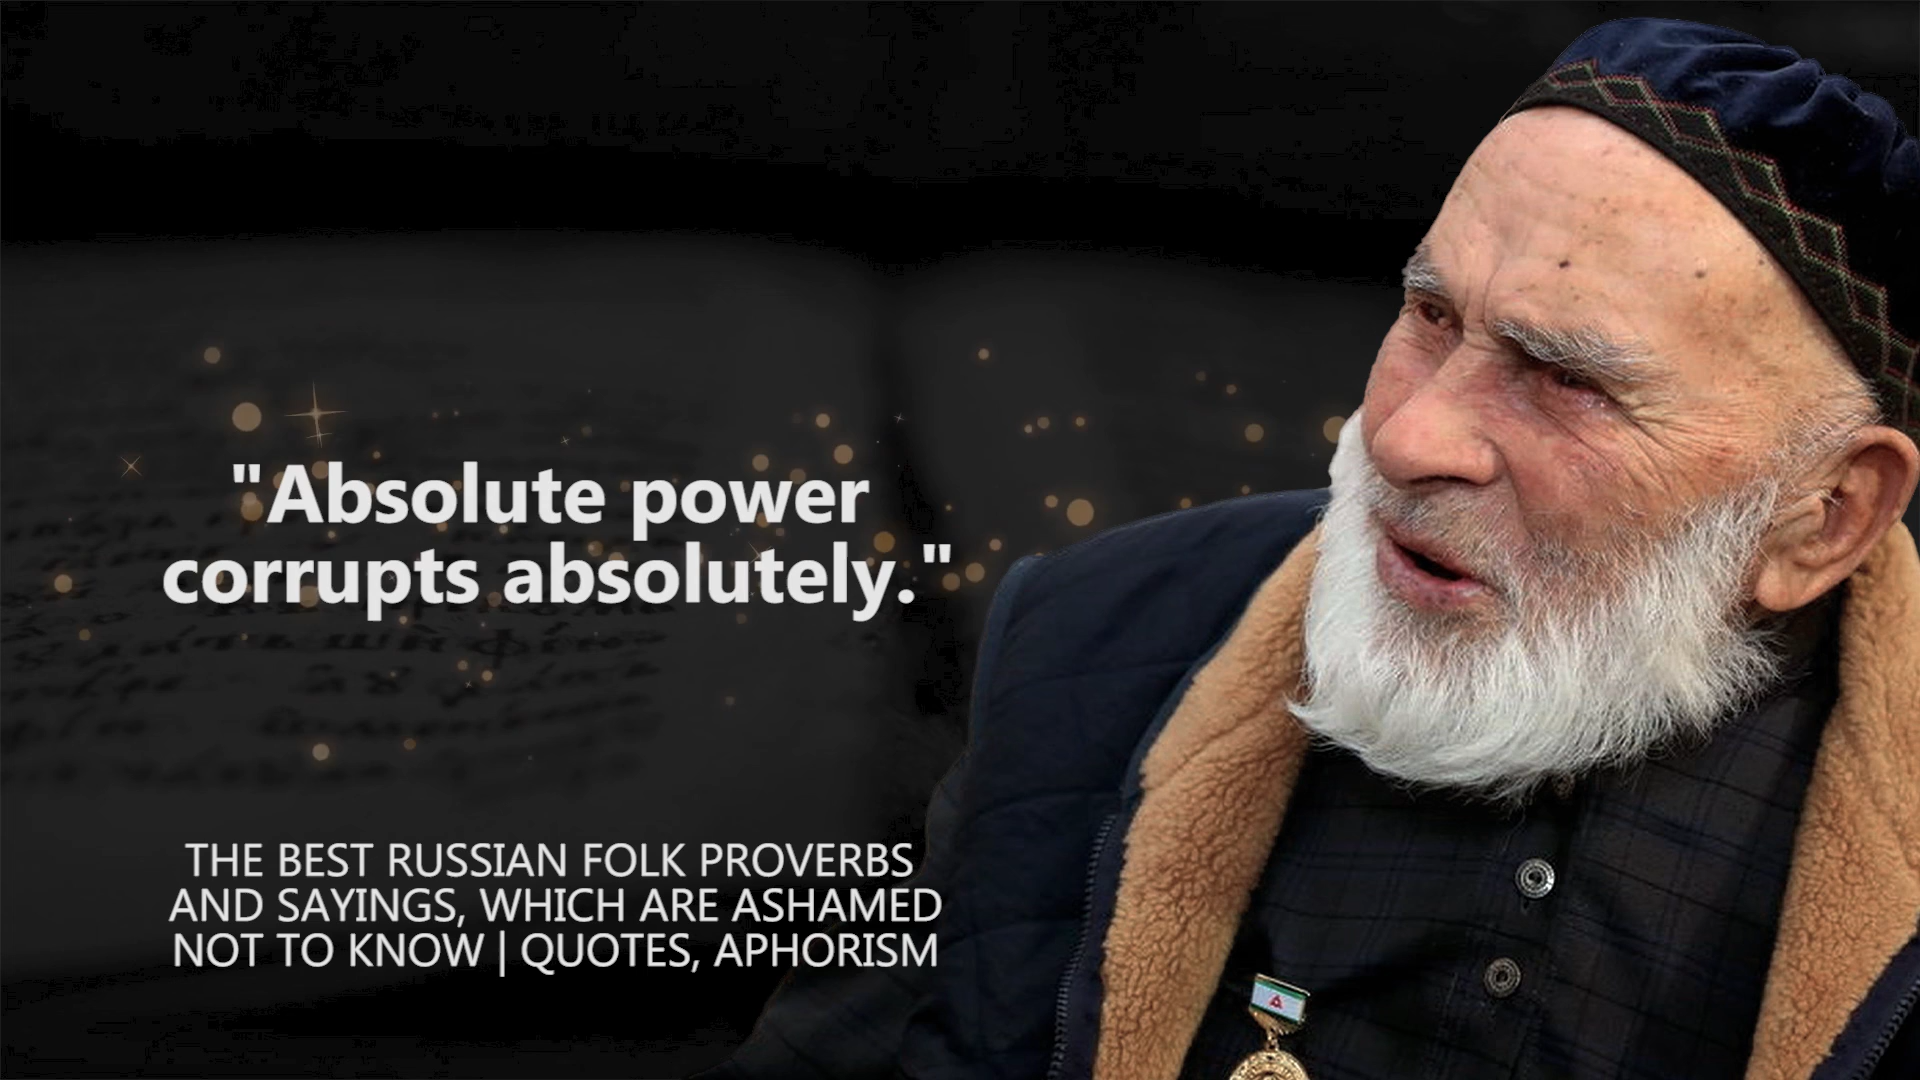 "Absolute power
corrupts absolutely."
THE BEST RUSSIAN FOLK PROVERBS
AND SAYINGS, WHICH ARE ASHAMED
NOT TO KNOW | QUOTES, APHORISM